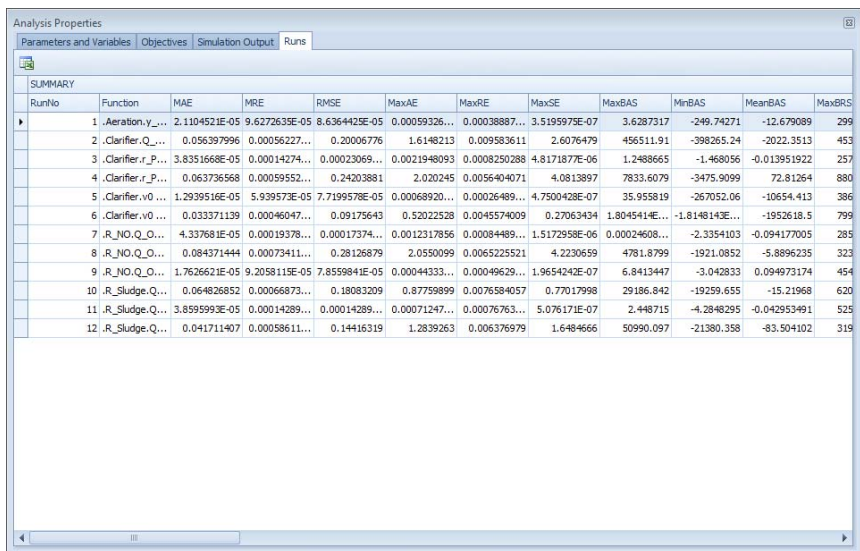 Analysis Properties
Parameters and Variables Objectives Simulation Output Runs
SUMMARY
RunNo Function MAE MRE RMSE MaxAE MaxRE MaxSE MaxBAS MinBAS MeanBAS MaxBRS
1 .Aeration.y_... 2.1104521E-05 9.6272635E-05 8.6364425E-05 0.00059326... 0.00038887... 3.5195975E-07 3.6287317 -249.74271 -12.679089 299
2 .Clarifier.Q_... 0.056397996 0.00056227... 0.20006776 1.6148213 0.009583611 2.6076479 456511.91 -398265.24 -2022.3513 453
3 .Clarifier.r_P... 3.8351668E-05 0.00014274... 0.00023069... 0.0021948093 0.0008250288 4.8171877E-06 1.2488665 -1.468056 -0.013951922 257
4 .Clarifier.r_P... 0.063736568 0.00059552... 0.24203881 2.020245 0.0056404071 4.0813897 7833.6079 -3475.9099 72.81264 880
5 .Clarifier.v0 ... 1.2939516E-05 5.939573E-05 7.7199578E-05 0.00068920... 0.00026489... 4.7500428E-07 35.955819 -267052.06 -10654.413 386
6 .Clarifier.v0 ... 0.033371139 0.00046047... 0.09175643 0.52022528 0.0045574009 0.27063434 1.8045414E... -1.8148143E... -1952618.5 799
7 .R_NO.Q_O... 4.337681E-05 0.00019378... 0.00017374... 0.0012317856 0.00084489... 1.5172958E-06 0.00024608... -2.3354103 -0.094177005 285
8 .R_NO.Q_O... 0.084371444 0.00073411... 0.28126879 2.0550099 0.0065225521 4.2230659 4781.8799 -1921.0852 -5.8896235 323
9 .R_NO.Q_O... 1.7626621E-05 9.2058115E-05 7.8559841E-05 0.00044333... 0.00049629... 1.9654242E-07 6.8413447 -3.042833 0.094973174 454
10 .R_Sludge.Q... 0.064826852 0.00066873... 0.18083209 0.87759899 0.0076584057 0.77017998 29186.842 -19259.655 -15.21968 620
11 .R_Sludge.Q... 3.8595993E-05 0.00014289... 0.00014289... 0.00071247... 0.00076763... 5.076171E-07 2.448715 -4.2848295 -0.042953491 525
12 .R_Sludge.Q... 0.041711407 0.00058611... 0.14416319 1.2839263 0.006376979 1.6484666 50990.097 -21380.358 -83.504102 319